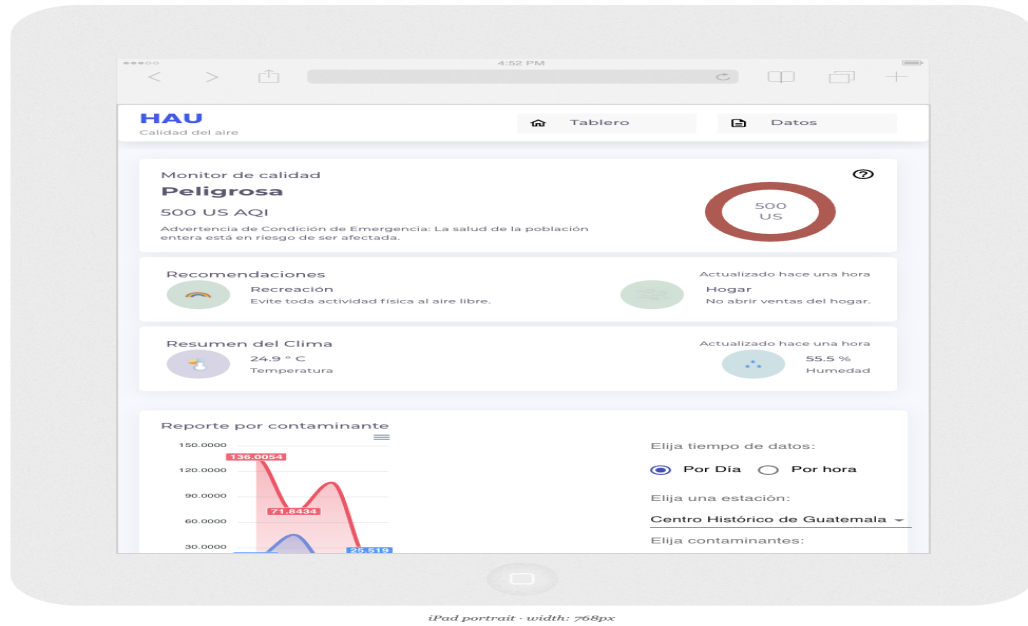 4:52 PM
HAU
Calidad del aire
Tablero
Datos
Monitor de calidad
Peligrosa
500 US AQI
Advertencia de Condición de Emergencia: La salud de la población
entera está en riesgo de ser afectada.
500
US
Recomendaciones
Actualizado hace una hora
Recreación
Evite toda actividad física al aire libre.
Hogar
No abrir ventas del hogar.
Resumen del Clima
Actualizado hace una hora
24.9 ° C
Temperatura
55.5 %
Humedad
Reporte por contaminante
150.0000
136.0054
120.0000
90.0000
71.8434
60.0000
30.0000
25.519
Elija tiempo de datos:
Por Día
Por hora
Elija una estación:
Centro Histórico de Guatemala
Elija contaminantes:
iPad portrait · width: 768px